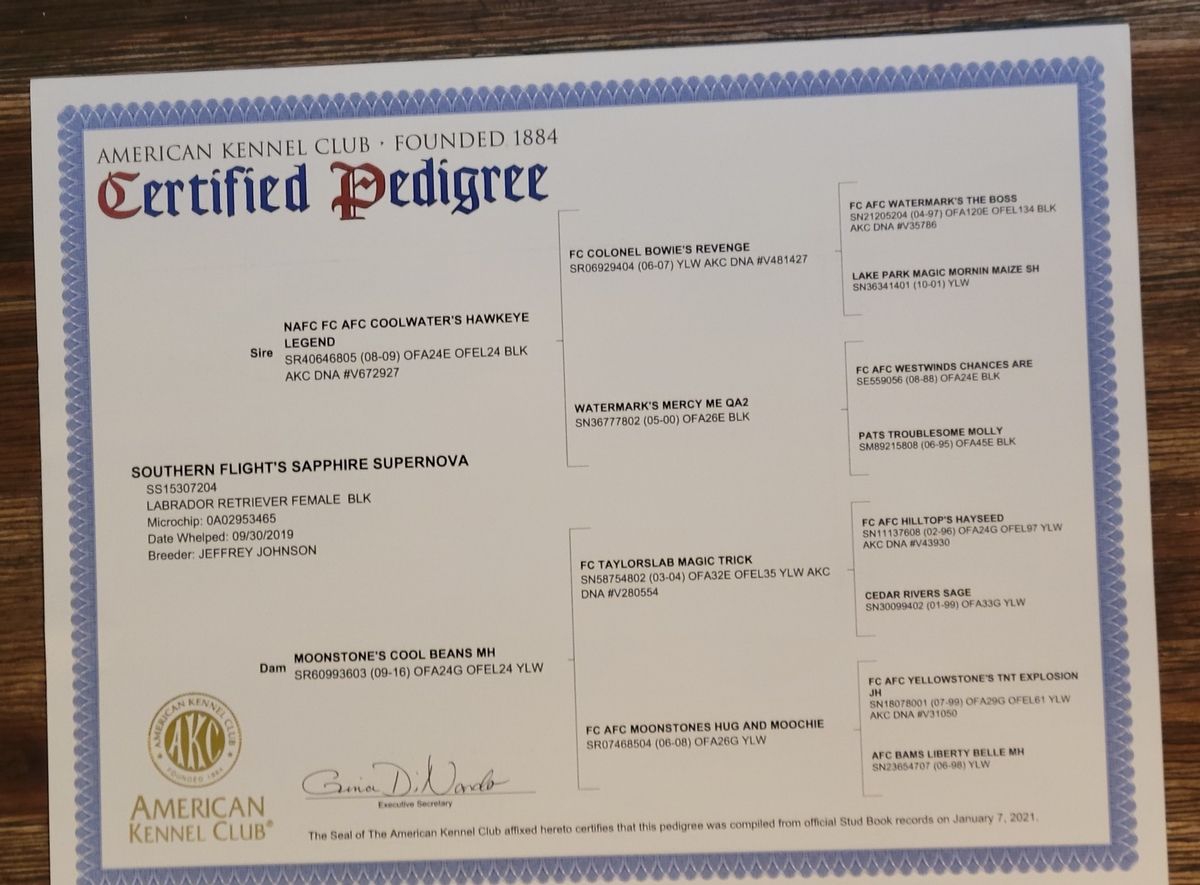 AMERICAN KENNEL CLUB · FOUNDED 1884
Certified Pedigree
Sire
NAFC FC AFC COOLWATER'S HAWKEYE
LEGEND
SR40646805 (08-09) OFA24E OFEL24 BLK
AKC DNA #V672927
SOUTHERN FLIGHT'S SAPPHIRE SUPERNOVA
SS15307204
LABRADOR RETRIEVER FEMALE BLK
Microchip: 0A02953465
Date Whelped: 09/30/2019
Breeder: JEFFREY JOHNSON
Dam
MOONSTONE'S COOL BEANS MH
SR60993603 (09-16) OFA24G OFEL24 YLW
FC COLONEL BOWIE'S REVENGE
SR06929404 (06-07) YLW AKC DNA #V481427
WATERMARK'S MERCY ME QA2
SN36777802 (05-00) OFA26E BLK
FC TAYLORSLAB MAGIC TRICK
SN58754802 (03-04) OFA32E OFEL35 YLW AKC
DNA #V280554
FC AFC MOONSTONES HUG AND MOOCHIE
SR07468504 (06-08) OFA26G YLW
FC AFC WATERMARK'S THE BOSS
SN21205204 (04-97) OFA120E OFEL134 BLK
AKC DNA #V35786
LAKE PARK MAGIC MORNIN MAIZE SH
SN36341401 (10-01) YLW
FC AFC WESTWINDS CHANCES ARE
SE559056 (08-88) OFA24E BLK
PATS TROUBLESOME MOLLY
SM89215808 (06-95) OFA45E BLK
FC AFC HILLTOP'S HAYSEED
SN11137608 (02-96) OFA24G OFEL97 YLW
AKC DNA #V43930
CEDAR RIVERS SAGE
SN30099402 (01-99) OFA33G YLW
FC AFC YELLOWSTONE'S TNT EXPLOSION
JH
SN18078001 (07-99) OFA29G OFEL61 YLW
AKC DNA #V31050
AFC BAMS LIBERTY BELLE MH
SN23654707 (06-98) YLW
AMERICAN KENNEL CLUB
AKC
FOUNDED 1884
AMERICAN
KENNEL CLUB®
Gina DiNardo
Executive Secretary
The Seal of The American Kennel Club affixed hereto certifies that this pedigree was compiled from official Stud Book records on January 7, 2021.